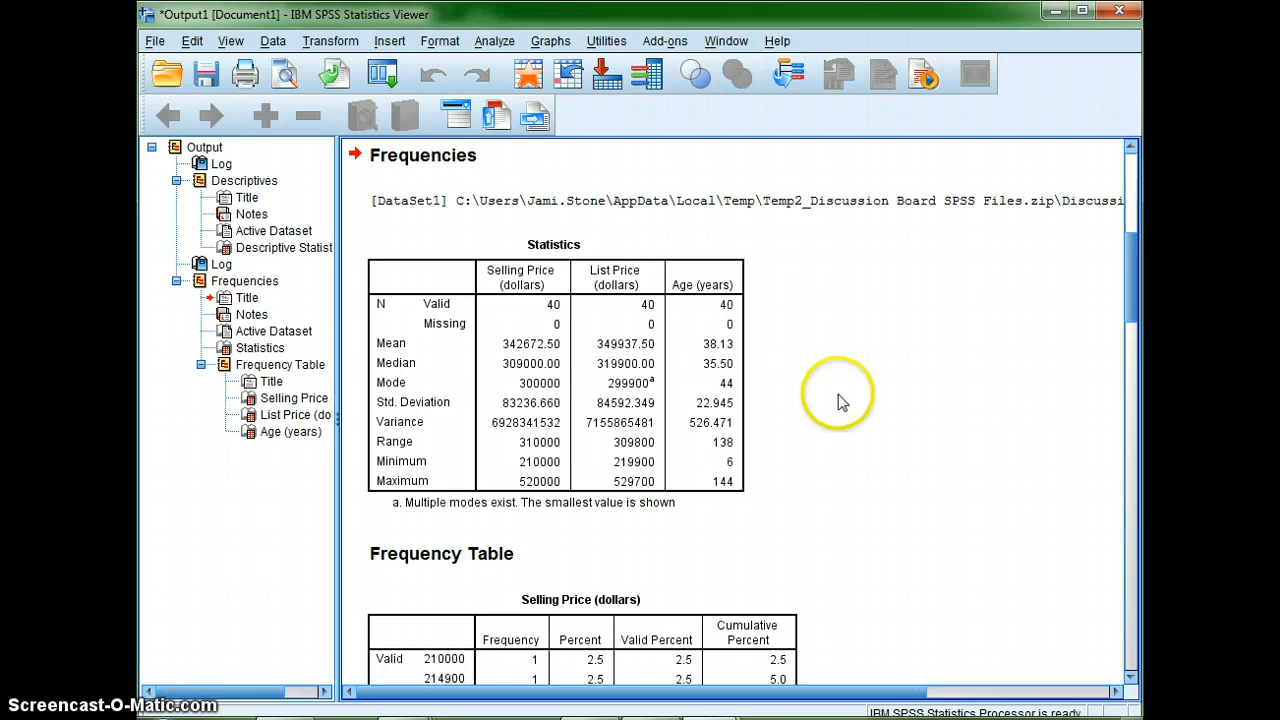 *Output1 [Document1] - IBM SPSS Statistics Viewer
File Edit View Data Transform Insert Format Analyze Graphs Utilities Add-ons Window Help
Output
Log
Descriptives
Title
Notes
Active Dataset
Descriptive Statist
Log
Frequencies
Title
Notes
Active Dataset
Statistics
Frequency Table
Title
Selling Price
List Price (do
Age (years)
Frequencies
[DataSet1] C:\Users\Jami.Stone\AppData\Local\Temp\Temp2_Discussion Board SPSS Files.zip\Discussi
Statistics
Selling Price (dollars) List Price (dollars) Age (years)
N Valid 40 40 40
Missing 0 0 0
Mean 342672.50 349937.50 38.13
Median 309000.00 319900.00 35.50
Mode 300000 299900a 44
Std. Deviation 83236.660 84592.349 22.945
Variance 6928341532 7155865481 526.471
Range 310000 309800 138
Minimum 210000 219900 6
Maximum 520000 529700 144
a. Multiple modes exist. The smallest value is shown
Frequency Table
Selling Price (dollars)
Frequency Percent Valid Percent Cumulative Percent
Valid 210000 1 2.5 2.5 2.5
214900 1 2.5 2.5 5.0
IBM SPSS Statistics Processor is ready
Screencast-O-Matic.com